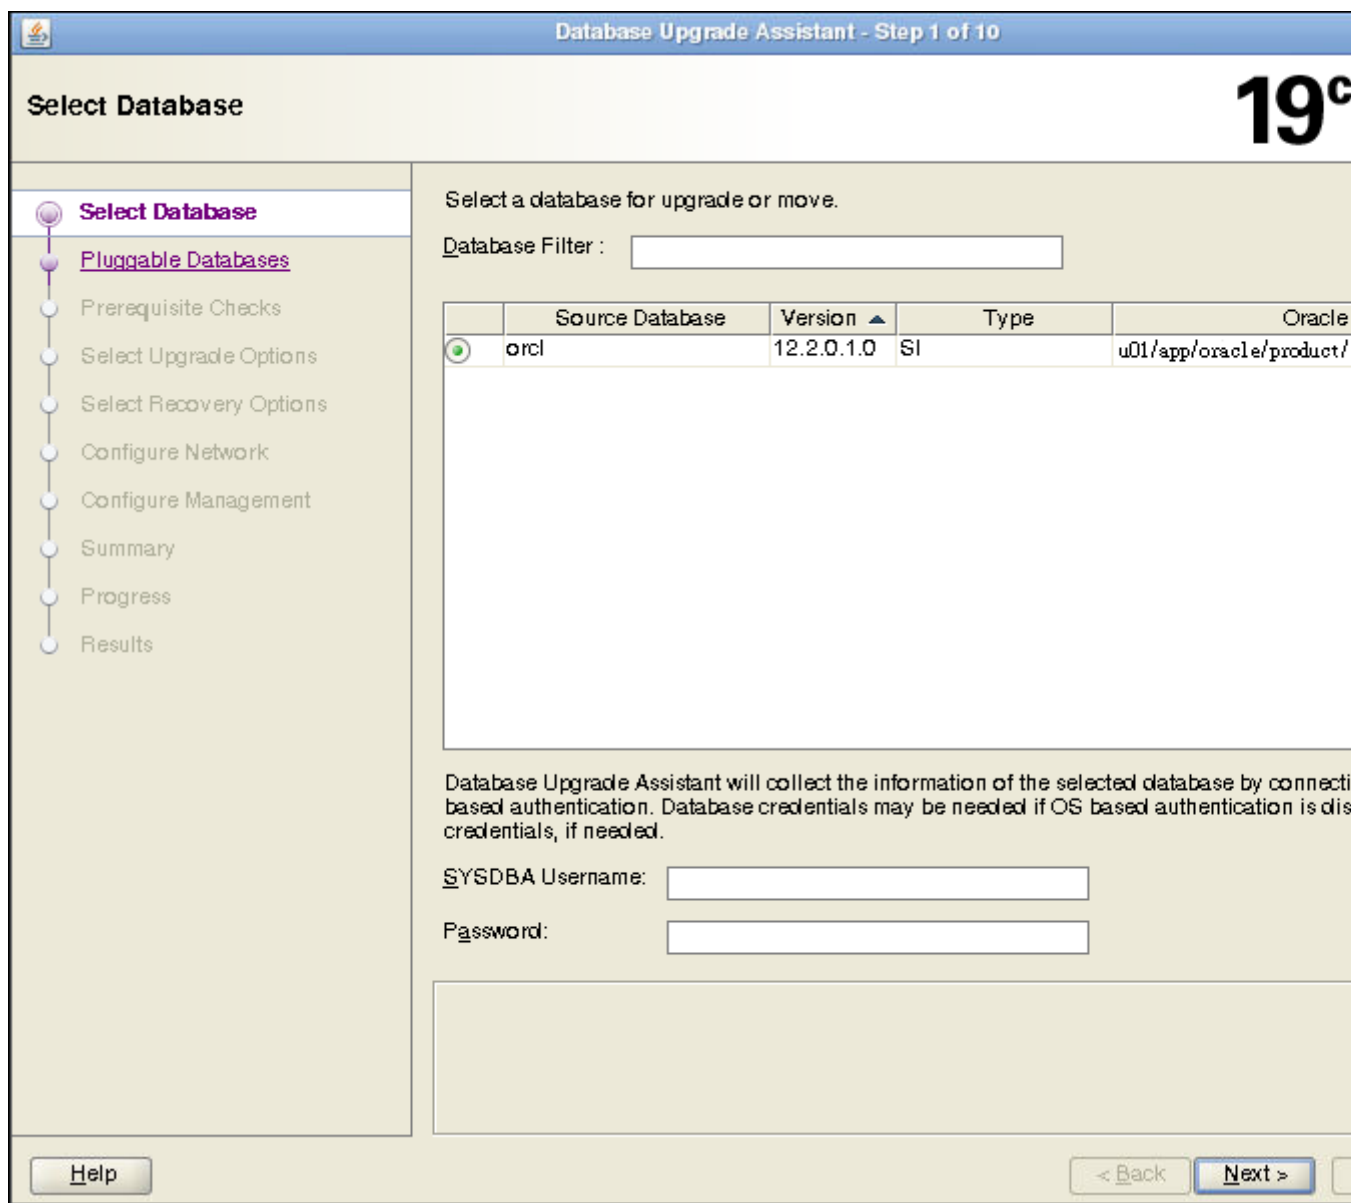 Database Upgrade Assistant - Step 1 of 10
Select Database
19c
Select Database
Pluggable Databases
Prerequisite Checks
Select Upgrade Options
Select Recovery Options
Configure Network
Configure Management
Summary
Progress
Results
Select a database for upgrade or move.
Database Filter :
Source Database Version Type Oracle
orcl 12.2.0.1.0 SI u01/app/oracle/product/
Database Upgrade Assistant will collect the information of the selected database by connecti
based authentication. Database credentials may be needed if OS based authentication is dis
credentials, if needed.
SYSDBA Username:
Password:
Help < Back Next >